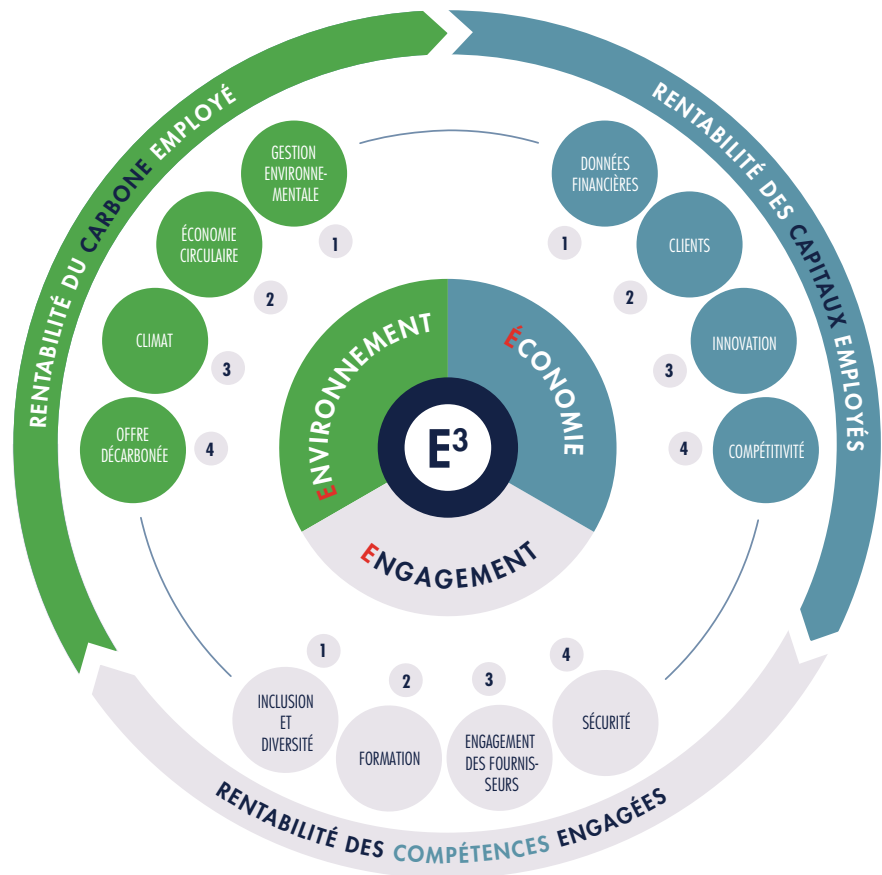 RENTABILITÉ DU CARBONE EMPLOYÉ
GESTION
ENVIRONNE-
MENTALE
1
ÉCONOMIE
CIRCULAIRE
2
CLIMAT
3
OFFRE
DÉCARBONÉE
4
RENTABILITÉ DES CAPITAUX EMPLOYÉS
DONNÉES
FINANCIÈRES
1
CLIENTS
2
INNOVATION
3
COMPÉTITIVITÉ
4
ENVIRONNEMENT
ÉCONOMIE
E³
ENGAGEMENT
1
INCLUSION
ET
DIVERSITÉ
2
FORMATION
3
ENGAGEMENT
DES FOURNIS-
SEURS
4
SÉCURITÉ
RENTABILITÉ DES COMPÉTENCES ENGAGÉES